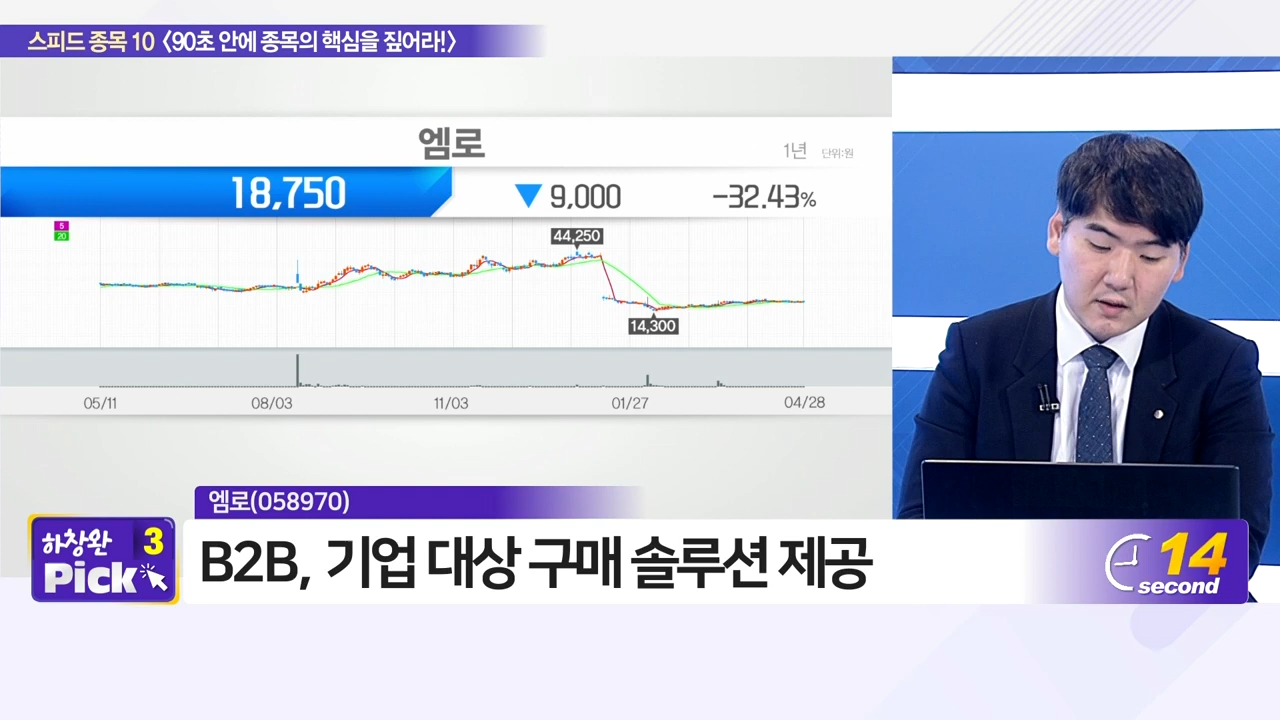 스피드 종목 10 〈90초 안에 종목의 핵심을 짚어라!〉
엠로
1년 단위:원
18,750 ▼ 9,000 -32.43%
5
20
44,250
14,300
05/11 08/03 11/03 01/27 04/28
엠로(058970)
하창완 3
Pick
B2B, 기업 대상 구매 솔루션 제공
14
second